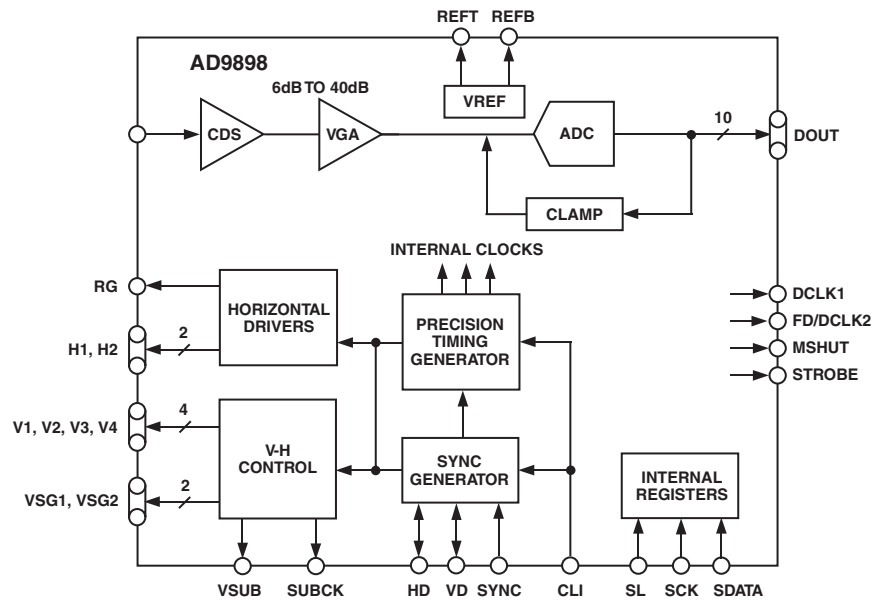 REFT REFB
AD9898
6dB TO 40dB
VREF
CDS
VGA
ADC
10
DOUT
CLAMP
INTERNAL CLOCKS
RG
HORIZONTAL
DRIVERS
PRECISION
TIMING
GENERATOR
DCLK1
FD/DCLK2
MSHUT
STROBE
2
H1, H2
4
V1, V2, V3, V4
V-H
CONTROL
SYNC
GENERATOR
INTERNAL
REGISTERS
2
VSG1, VSG2
VSUB SUBCK HD VD SYNC CLI SL SCK SDATA